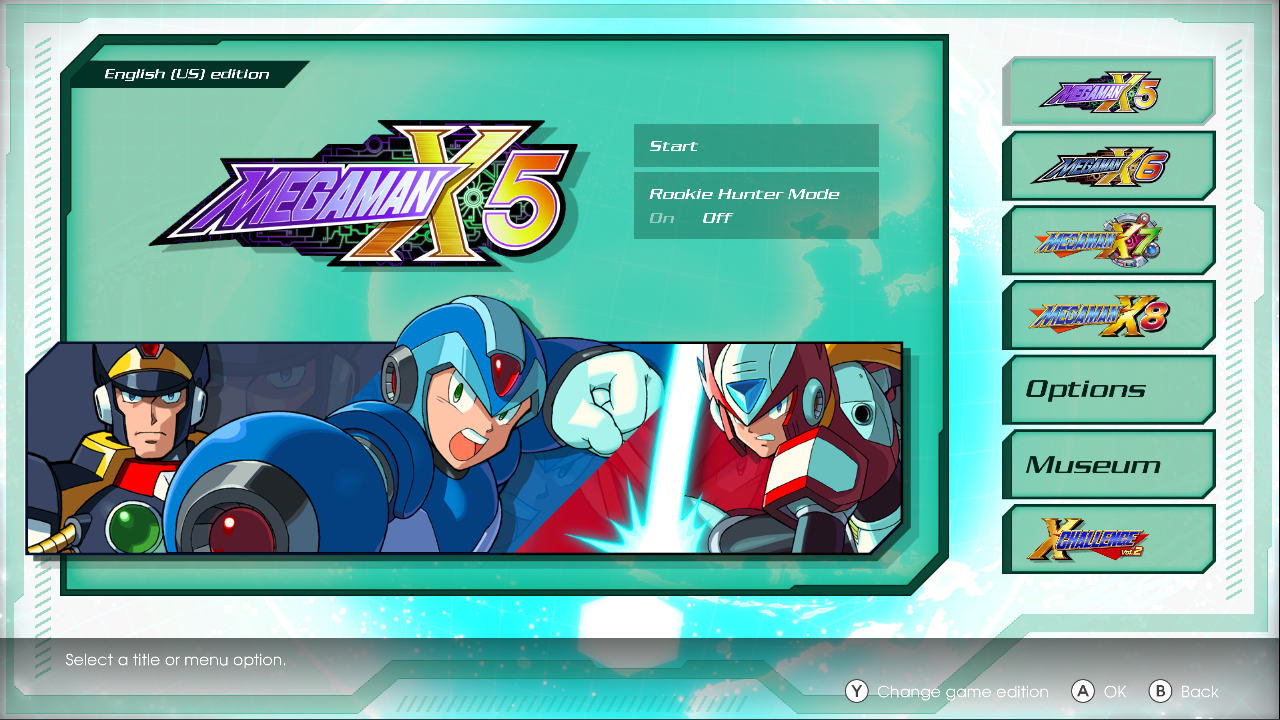 English (US) edition
MEGAMAN X5
Start
Rookie Hunter Mode
On Off
MEGAMAN X5
MEGAMAN X6
MEGAMAN X7
MEGAMAN X8
Options
Museum
X CHALLENGE Vol.2
Select a title or menu option.
Y Change game edition A OK B Back